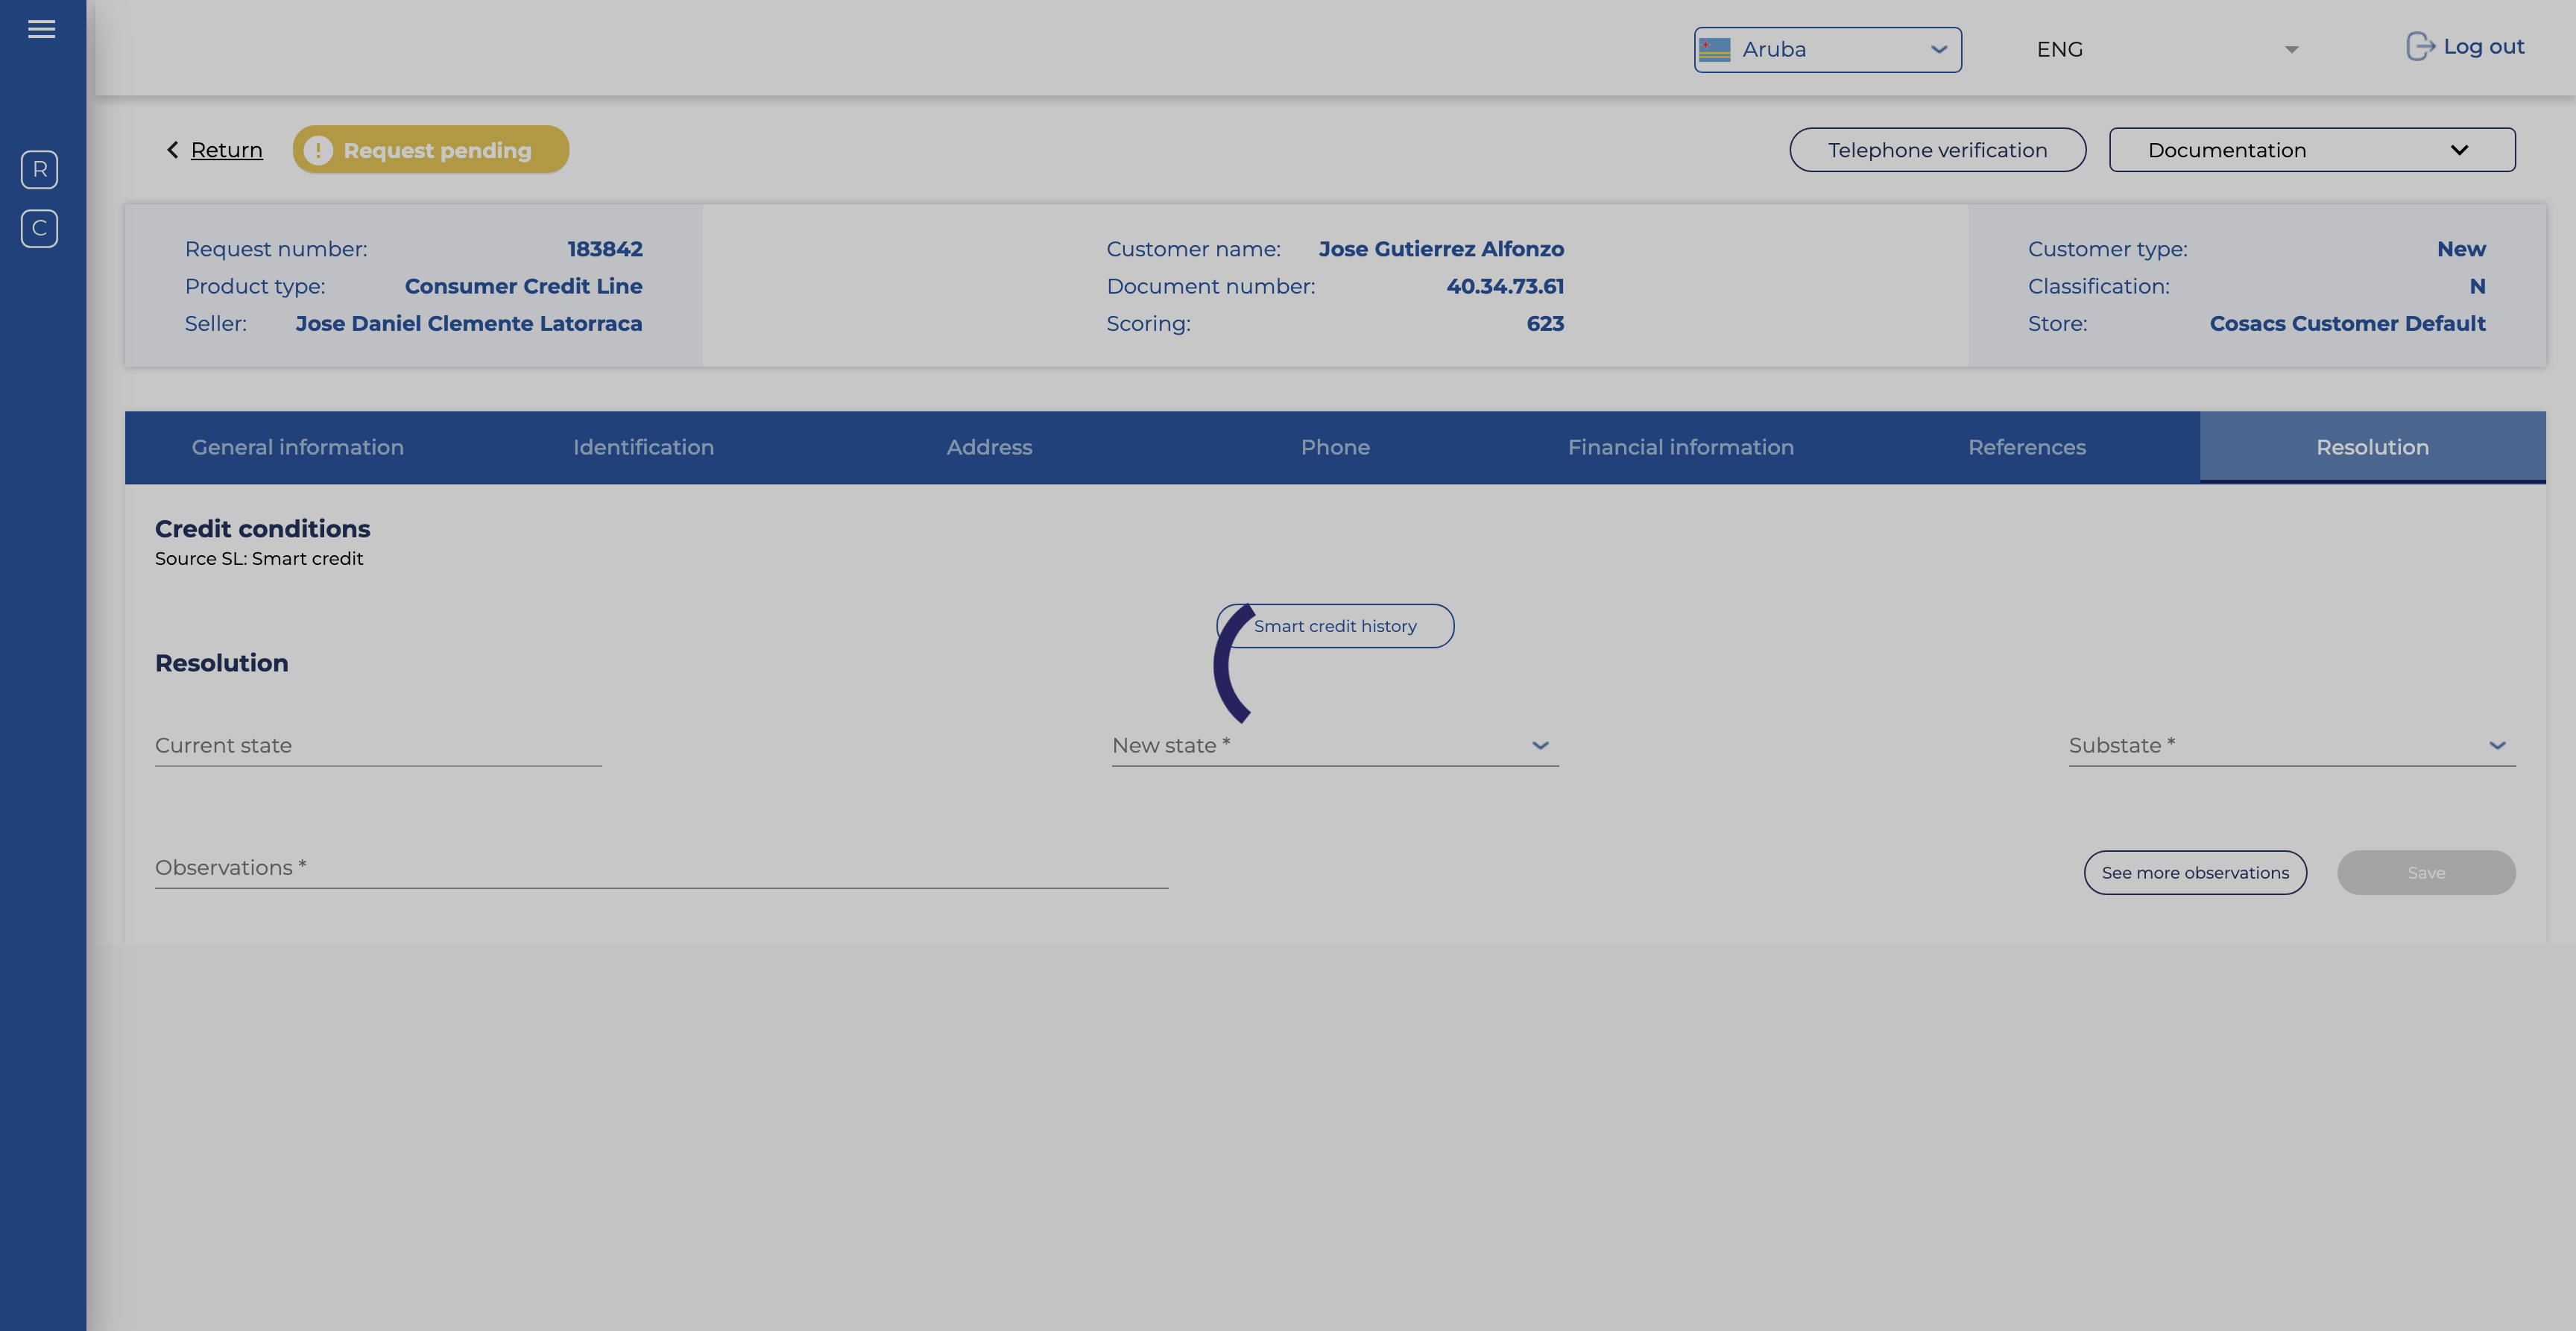 Aruba
ENG
Log out
Return
Request pending
Telephone verification
Documentation
R
C
Request number: 183842
Product type: Consumer Credit Line
Seller: Jose Daniel Clemente Latorraca
Customer name: Jose Gutierrez Alfonzo
Document number: 40.34.73.61
Scoring: 623
Customer type: New
Classification: N
Store: Cosacs Customer Default
General information
Identification
Address
Phone
Financial information
References
Resolution
Credit conditions
Source SL: Smart credit
Smart credit history
Resolution
Current state
New state *
Substate *
Observations *
See more observations
Save